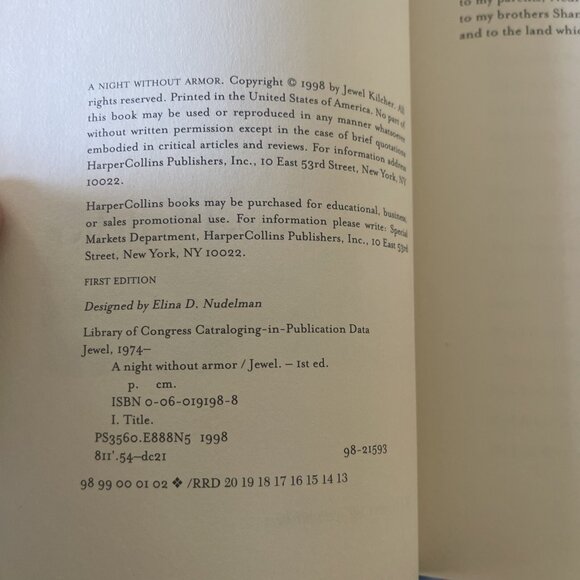 A NIGHT WITHOUT ARMOR. Copyright © 1998 by Jewel Kilcher. All
rights reserved. Printed in the United States of America. No part of
this book may be used or reproduced in any manner whatsoever
without written permission except in the case of brief quotations
embodied in critical articles and reviews. For information address
HarperCollins Publishers, Inc., 10 East 53rd Street, New York, NY
10022.
HarperCollins books may be purchased for educational, business,
or sales promotional use. For information please write: Special
Markets Department, HarperCollins Publishers, Inc., 10 East 53rd
Street, New York, NY 10022.
FIRST EDITION
Designed by Elina D. Nudelman
Library of Congress Catraloging-in-Publication Data
Jewel, 1974–
A night without armor / Jewel. – 1st ed.
p. cm.
ISBN 0-06-019198-8
I. Title.
PS3560.E888N5 1998
811'.54–dc21 98-21593
98 99 00 01 02 ❖ /RRD 20 19 18 17 16 15 14 13
to my parents,
to my brothers
and to the land